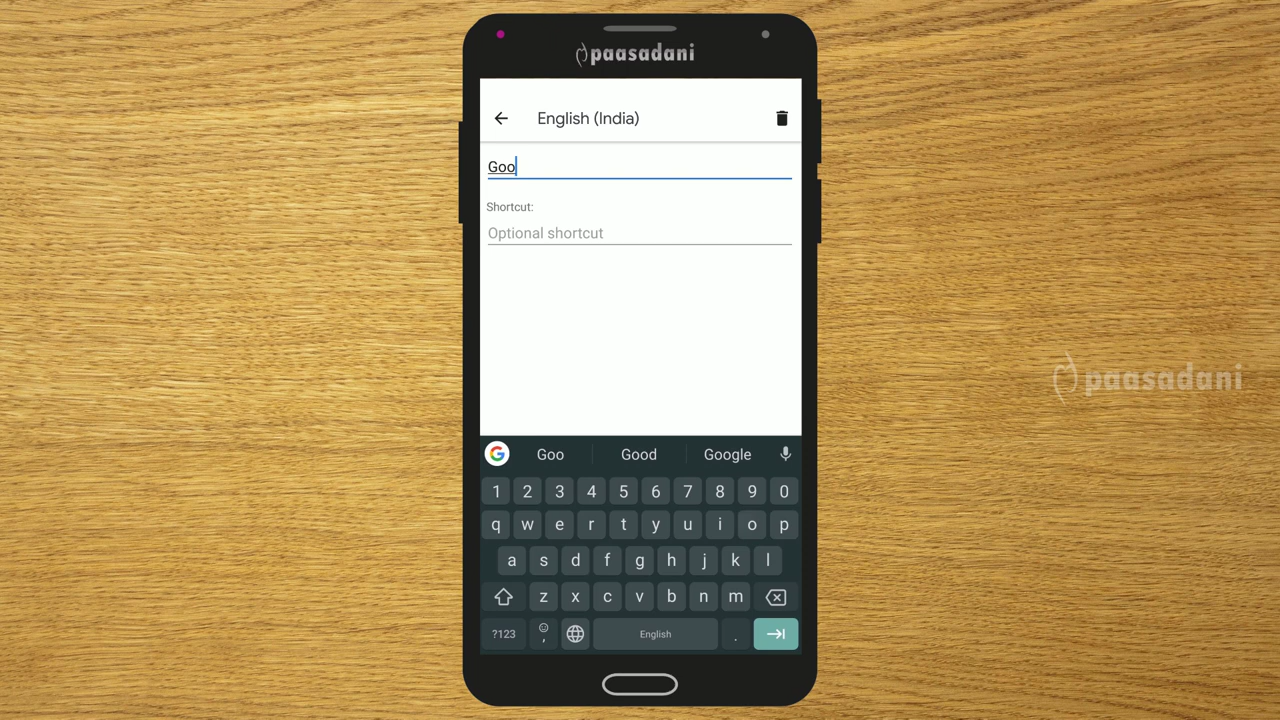 paasadani
English (India)
Goo
Shortcut:
Optional shortcut
paasadani
Goo Good Google
1 2 3 4 5 6 7 8 9 0
q w e r t y u i o p
a s d f g h j k l
z x c v b n m
?123 , English .